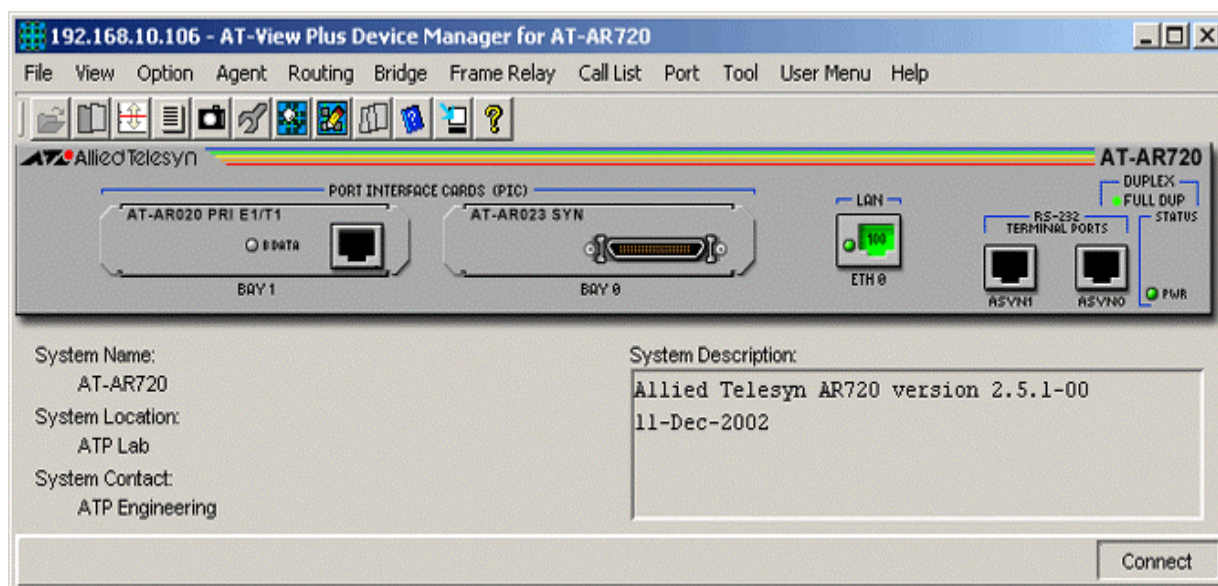 192.168.10.106 - AT-View Plus Device Manager for AT-AR720
File View Option Agent Routing Bridge Frame Relay Call List Port Tool User Menu Help
Allied Telesyn
AT-AR720
PORT INTERFACE CARDS (PIC)
AT-AR020 PRI E1/T1
B DATA
BAY 1
AT-AR023 SYN
BAY 0
LAN
100
ETH 0
DUPLEX
FULL DUP
RS-232
TERMINAL PORTS
STATUS
ASYN1
ASYN0
PWR
System Name:
AT-AR720
System Location:
ATP Lab
System Contact:
ATP Engineering
System Description:
Allied Telesyn AR720 version 2.5.1-00
11-Dec-2002
Connect